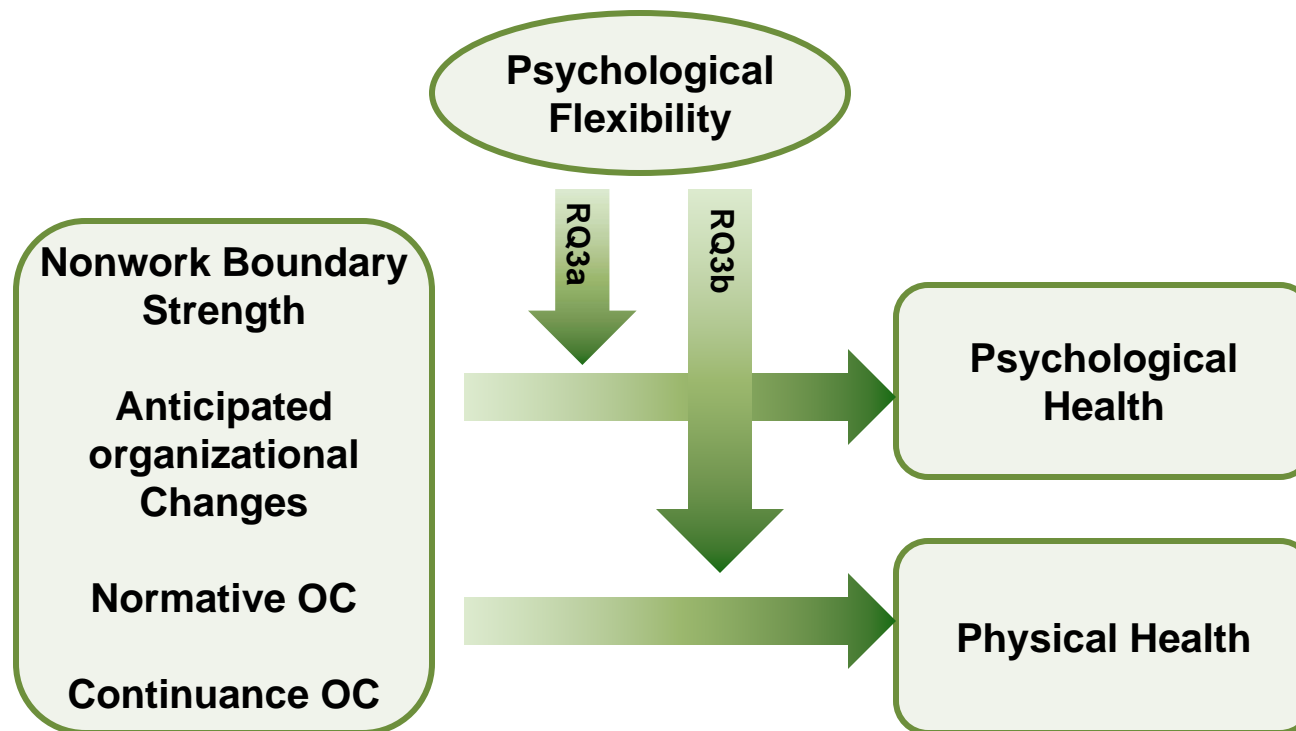 Psychological
Flexibility
RQ3a
RQ3b
Nonwork Boundary
Strength
Anticipated
organizational
Changes
Normative OC
Continuance OC
Psychological
Health
Physical Health